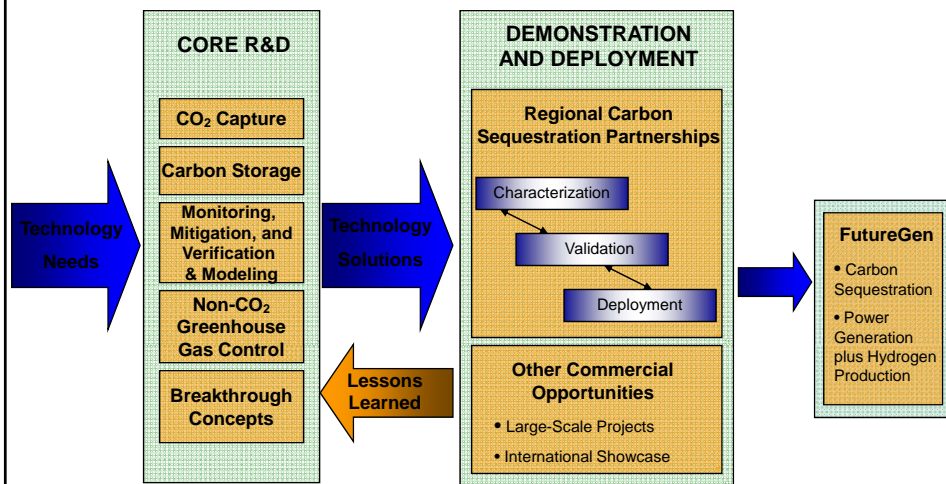 Technology
Needs
CORE R&D
CO₂ Capture
Carbon Storage
Monitoring,
Mitigation, and
Verification
& Modeling
Non-CO₂
Greenhouse
Gas Control
Breakthrough
Concepts
Technology
Solutions
Lessons
Learned
DEMONSTRATION
AND DEPLOYMENT
Regional Carbon
Sequestration Partnerships
Characterization
Validation
Deployment
Other Commercial
Opportunities
• Large-Scale Projects
• International Showcase
FutureGen
• Carbon
Sequestration
• Power
Generation
plus Hydrogen
Production